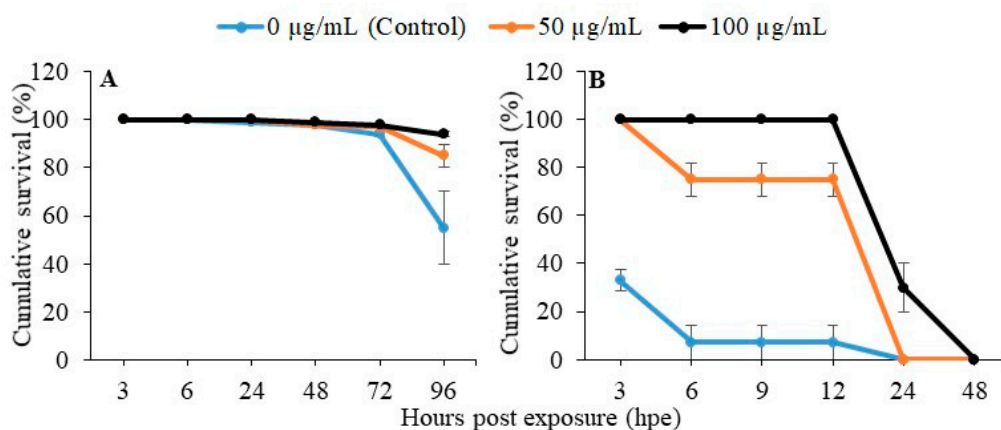 0 µg/mL (Control) 50 µg/mL 100 µg/mL
A
Cumulative survival (%)
120
100
80
60
40
20
0
3 6 24 48 72 96
B
Cumulative survival (%)
120
100
80
60
40
20
0
3 6 9 12 24 48
Hours post exposure (hpe)